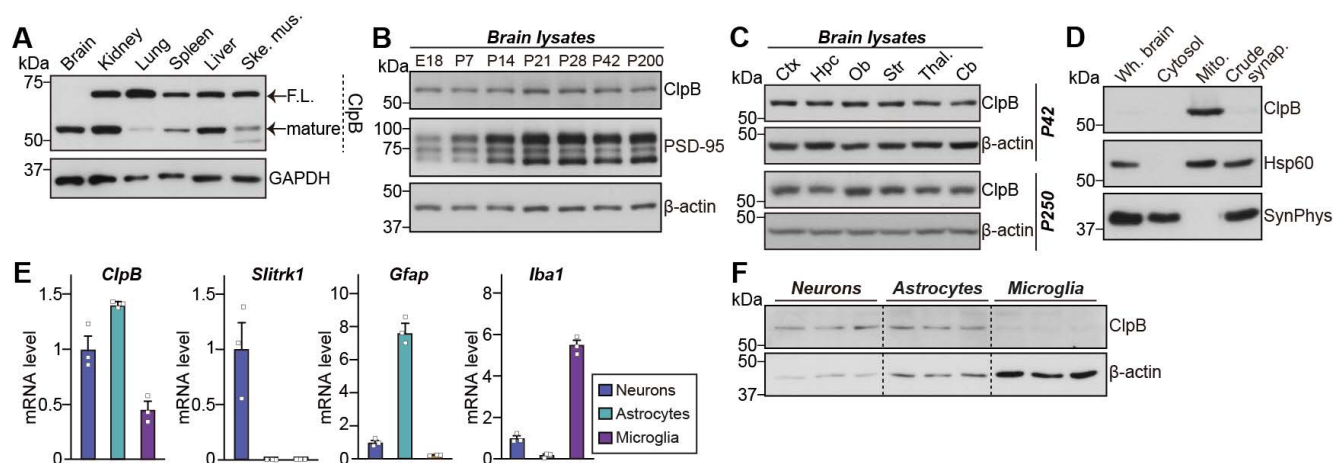 A
Brain
Kidney
Lung
Spleen
Liver
Ske. mus.
kDa
75
50
37
F.L.
mature
ClpB
GAPDH
B
Brain lysates
E18 P7 P14 P21 P28 P42 P200
kDa
50
100
75
50
37
ClpB
PSD-95
β-actin
C
Brain lysates
Ctx
Hpc
Ob
Str
Thal.
Cb
kDa
50
50
50
50
ClpB
β-actin
ClpB
β-actin
P42
P250
D
Wh. brain
Cytosol
Mito.
Crude synap.
kDa
50
50
37
ClpB
Hsp60
SynPhys
E
ClpB
mRNA level
1.5
1
0.5
0
Slitrk1
mRNA level
1.5
1
0.5
0
Gfap
mRNA level
10
8
6
4
2
0
Iba1
mRNA level
8
6
4
2
0
Neurons
Astrocytes
Microglia
F
Neurons Astrocytes Microglia
kDa
50
50
37
ClpB
β-actin